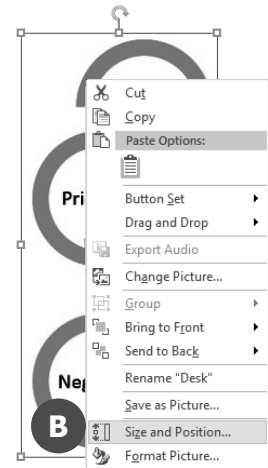 Cut
Copy
Paste Options:
Pri
Button Set
Drag and Drop
Export Audio
Change Picture...
Group
Bring to Front
Send to Back
Neg
Rename "Desk"
Save as Picture...
B
Size and Position...
Format Picture...